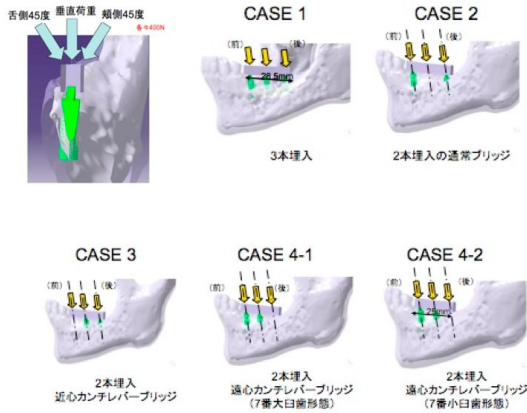 舌側45度 垂直荷重 頬側45度
各々400N
CASE 1
(前) (後)
28.5mm
3本埋入
CASE 2
(前) (後)
2本埋入の通常ブリッジ
CASE 3
(前) (後)
2本埋入
近心カンチレバーブリッジ
CASE 4-1
(前) (後)
2本埋入
遠心カンチレバーブリッジ
(7番大臼歯形態)
CASE 4-2
(前) (後)
25mm
2本埋入
遠心カンチレバーブリッジ
(7番小臼歯形態)